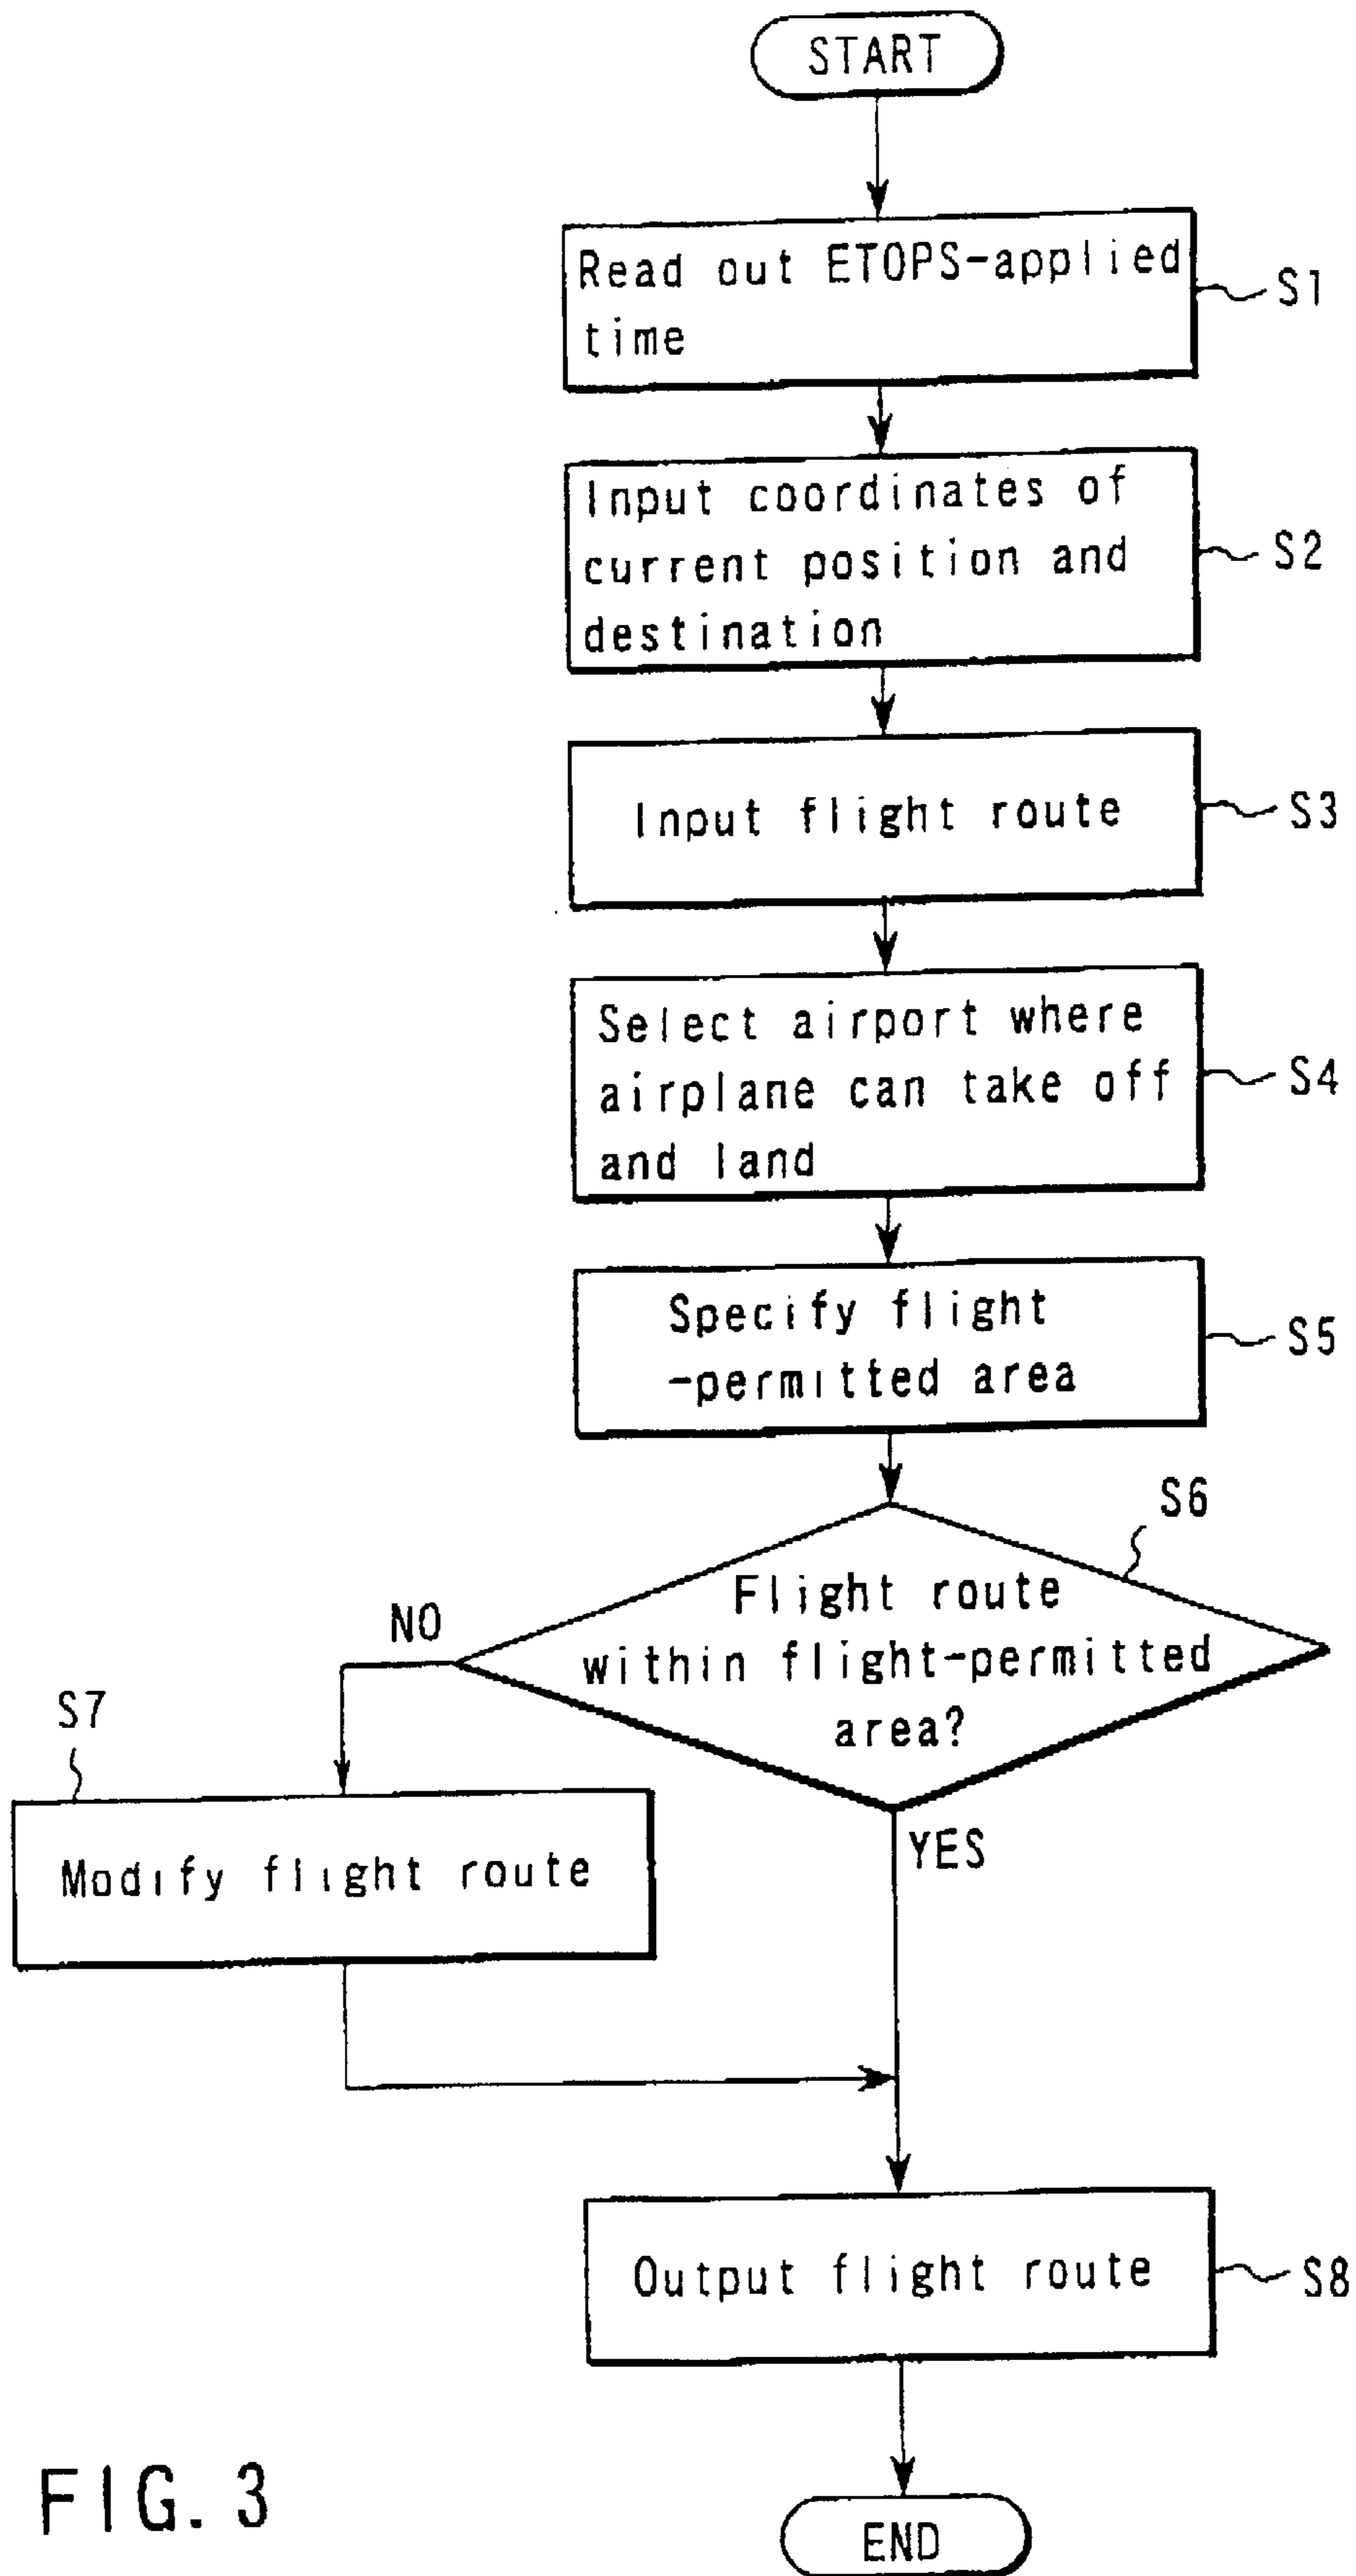 START
Read out ETOPS-applied
time
S1
Input coordinates of
current position and
destination
S2
Input flight route
S3
Select airport where
airplane can take off
and land
S4
Specify flight
-permitted area
S5
S6
Flight route
within flight-permitted
area?
NO
YES
S7
Modify flight route
Output flight route
S8
END
FIG. 3